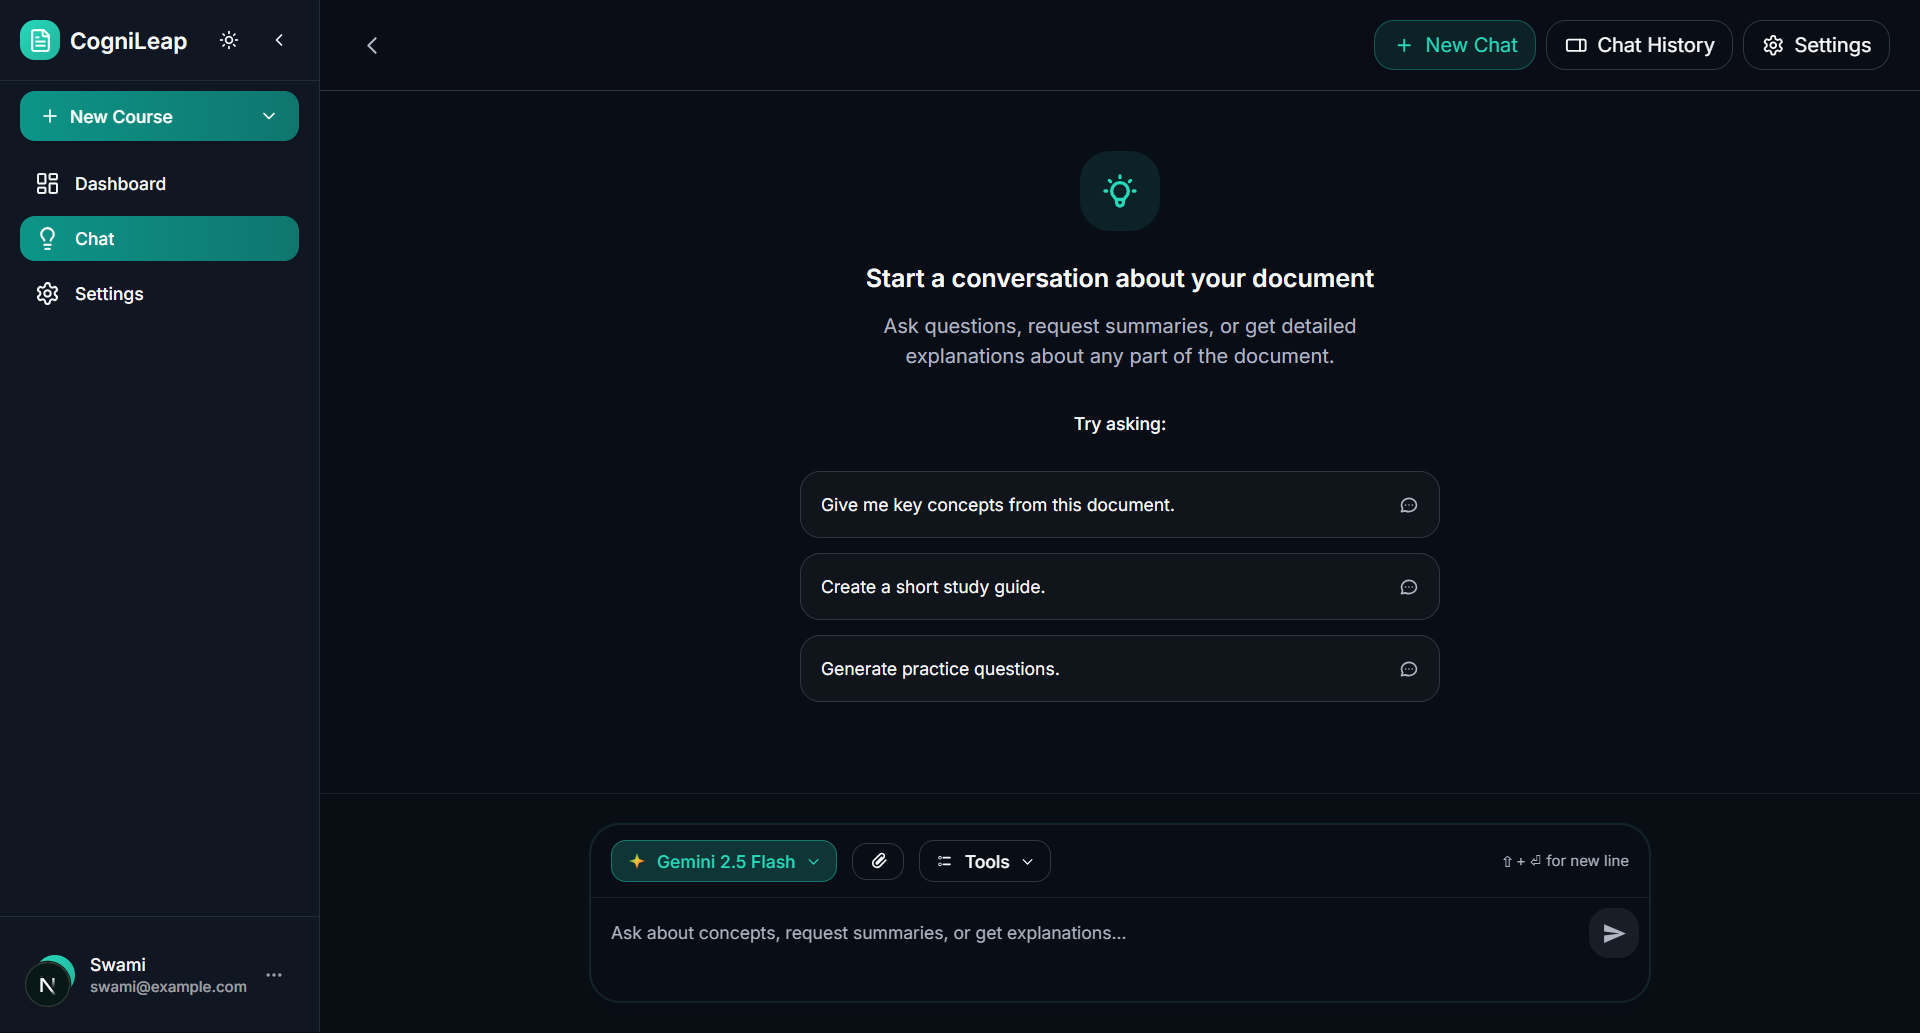 CogniLeap
New Course
Dashboard
Chat
Settings
Swami
swami@example.com
N
New Chat
Chat History
Settings
Start a conversation about your document
Ask questions, request summaries, or get detailed
explanations about any part of the document.
Try asking:
Give me key concepts from this document.
Create a short study guide.
Generate practice questions.
Gemini 2.5 Flash
Tools
⇧ + ⏎ for new line
Ask about concepts, request summaries, or get explanations...